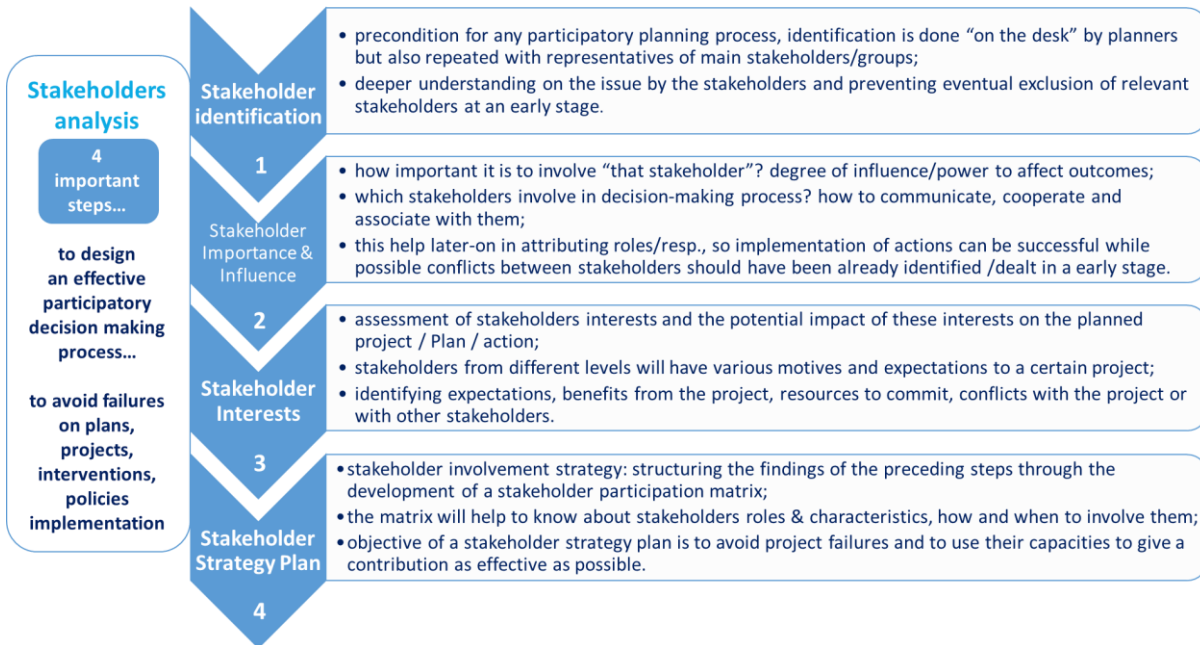 Stakeholders
analysis
4
important
steps...
to design
an effective
participatory
decision making
process...
to avoid failures
on plans,
projects,
interventions,
policies
implementation
Stakeholder
identification
1
• precondition for any participatory planning process, identification is done “on the desk” by planners
but also repeated with representatives of main stakeholders/groups;
• deeper understanding on the issue by the stakeholders and preventing eventual exclusion of relevant
stakeholders at an early stage.
Stakeholder
Importance &
Influence
2
• how important it is to involve “that stakeholder”? degree of influence/power to affect outcomes;
• which stakeholders involve in decision-making process? how to communicate, cooperate and
associate with them;
• this help later-on in attributing roles/resp., so implementation of actions can be successful while
possible conflicts between stakeholders should have been already identified /dealt in a early stage.
Stakeholder
Interests
3
• assessment of stakeholders interests and the potential impact of these interests on the planned
project / Plan / action;
• stakeholders from different levels will have various motives and expectations to a certain project;
• identifying expectations, benefits from the project, resources to commit, conflicts with the project or
with other stakeholders.
Stakeholder
Strategy Plan
4
•stakeholder involvement strategy: structuring the findings of the preceding steps through the
development of a stakeholder participation matrix;
•the matrix will help to know about stakeholders roles & characteristics, how and when to involve them;
•objective of a stakeholder strategy plan is to avoid project failures and to use their capacities to give a
contribution as effective as possible.